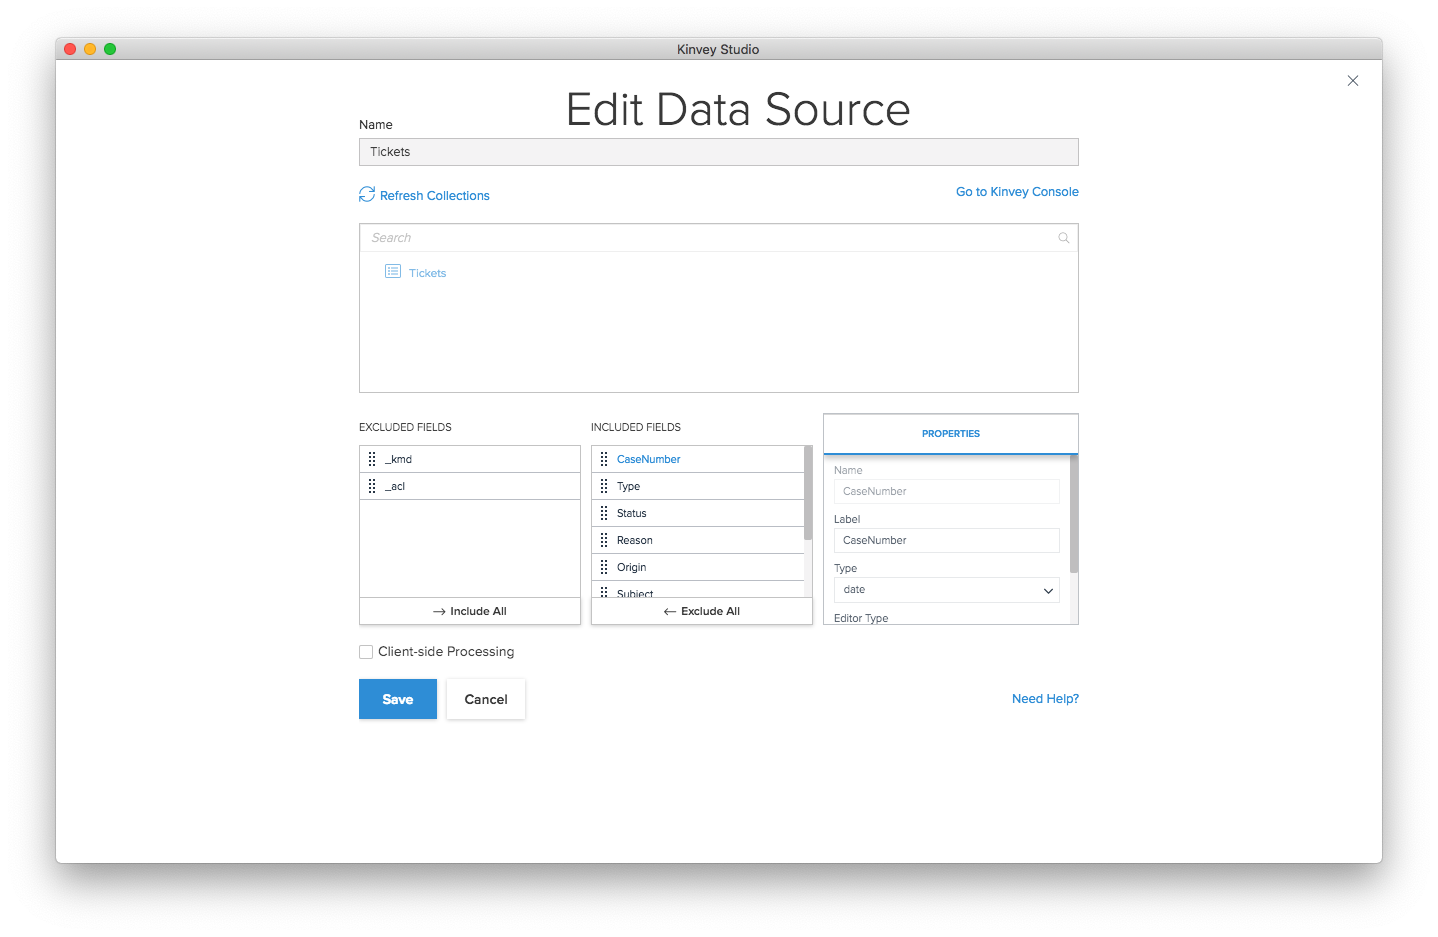 Kinvey Studio
Edit Data Source
Name
Tickets
Refresh Collections
Go to Kinvey Console
Search
Tickets
EXCLUDED FIELDS
_kmd
_acl
→ Include All
INCLUDED FIELDS
CaseNumber
Type
Status
Reason
Origin
Subject
← Exclude All
PROPERTIES
Name
CaseNumber
Label
CaseNumber
Type
date
Editor Type
Client-side Processing
Save
Cancel
Need Help?